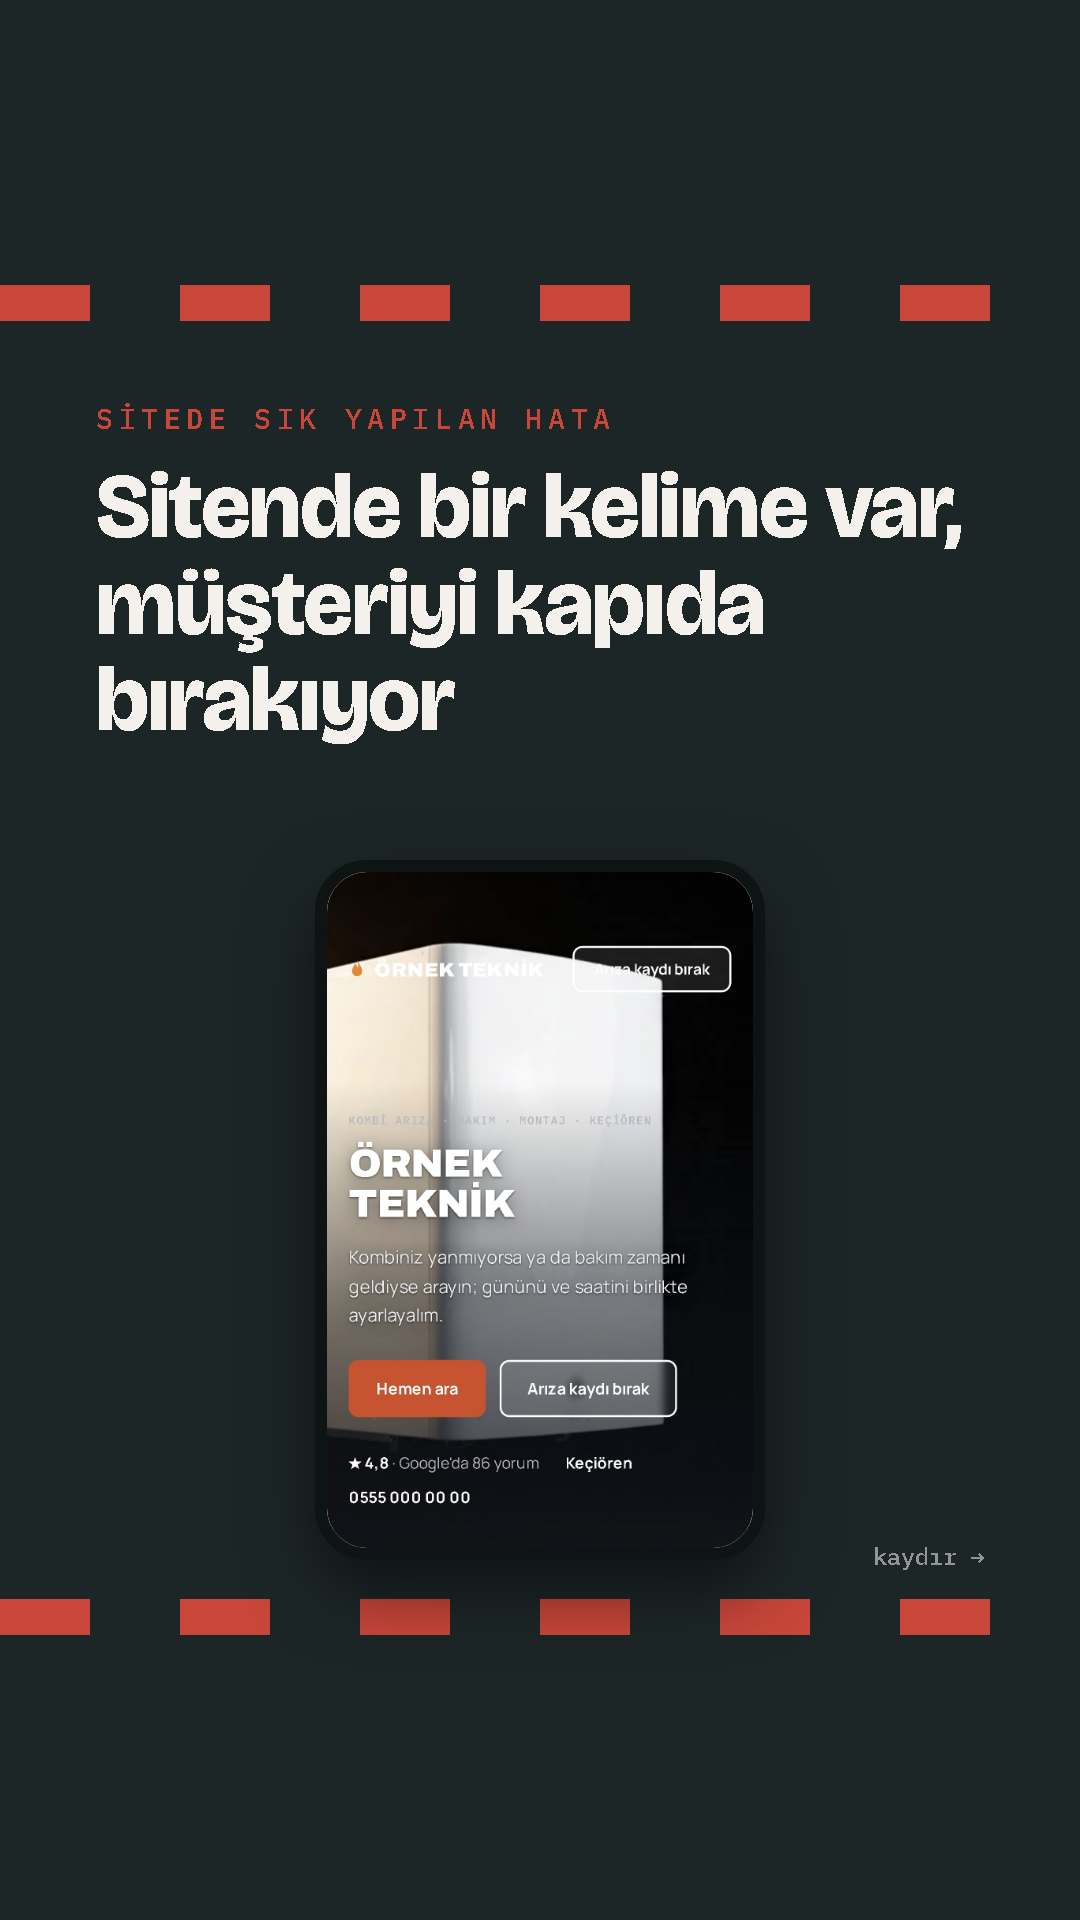 SİTEDE SIK YAPILAN HATA
Sitende bir kelime var,
müşteriyi kapıda
bırakıyor
ÖRNEK TEKNİK
Arıza kaydı bırak
KOMBİ ARIZA · BAKIM · MONTAJ · KEÇİÖREN
ÖRNEK
TEKNİK
Kombiniz yanmıyorsa ya da bakım zamanı
geldiyse arayın; gününü ve saatini birlikte
ayarlayalım.
Hemen ara
Arıza kaydı bırak
★ 4,8 · Google'da 86 yorum Keçiören
0555 000 00 00
kaydır →